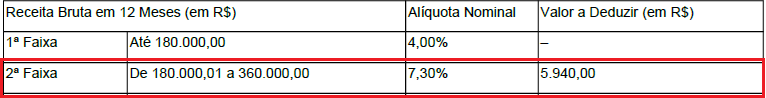 Receita Bruta em 12 Meses (em R$) Alíquota Nominal Valor a Deduzir (em R$)
1ª Faixa Até 180.000,00 4,00% –
2ª Faixa De 180.000,01 a 360.000,00 7,30% 5.940,00